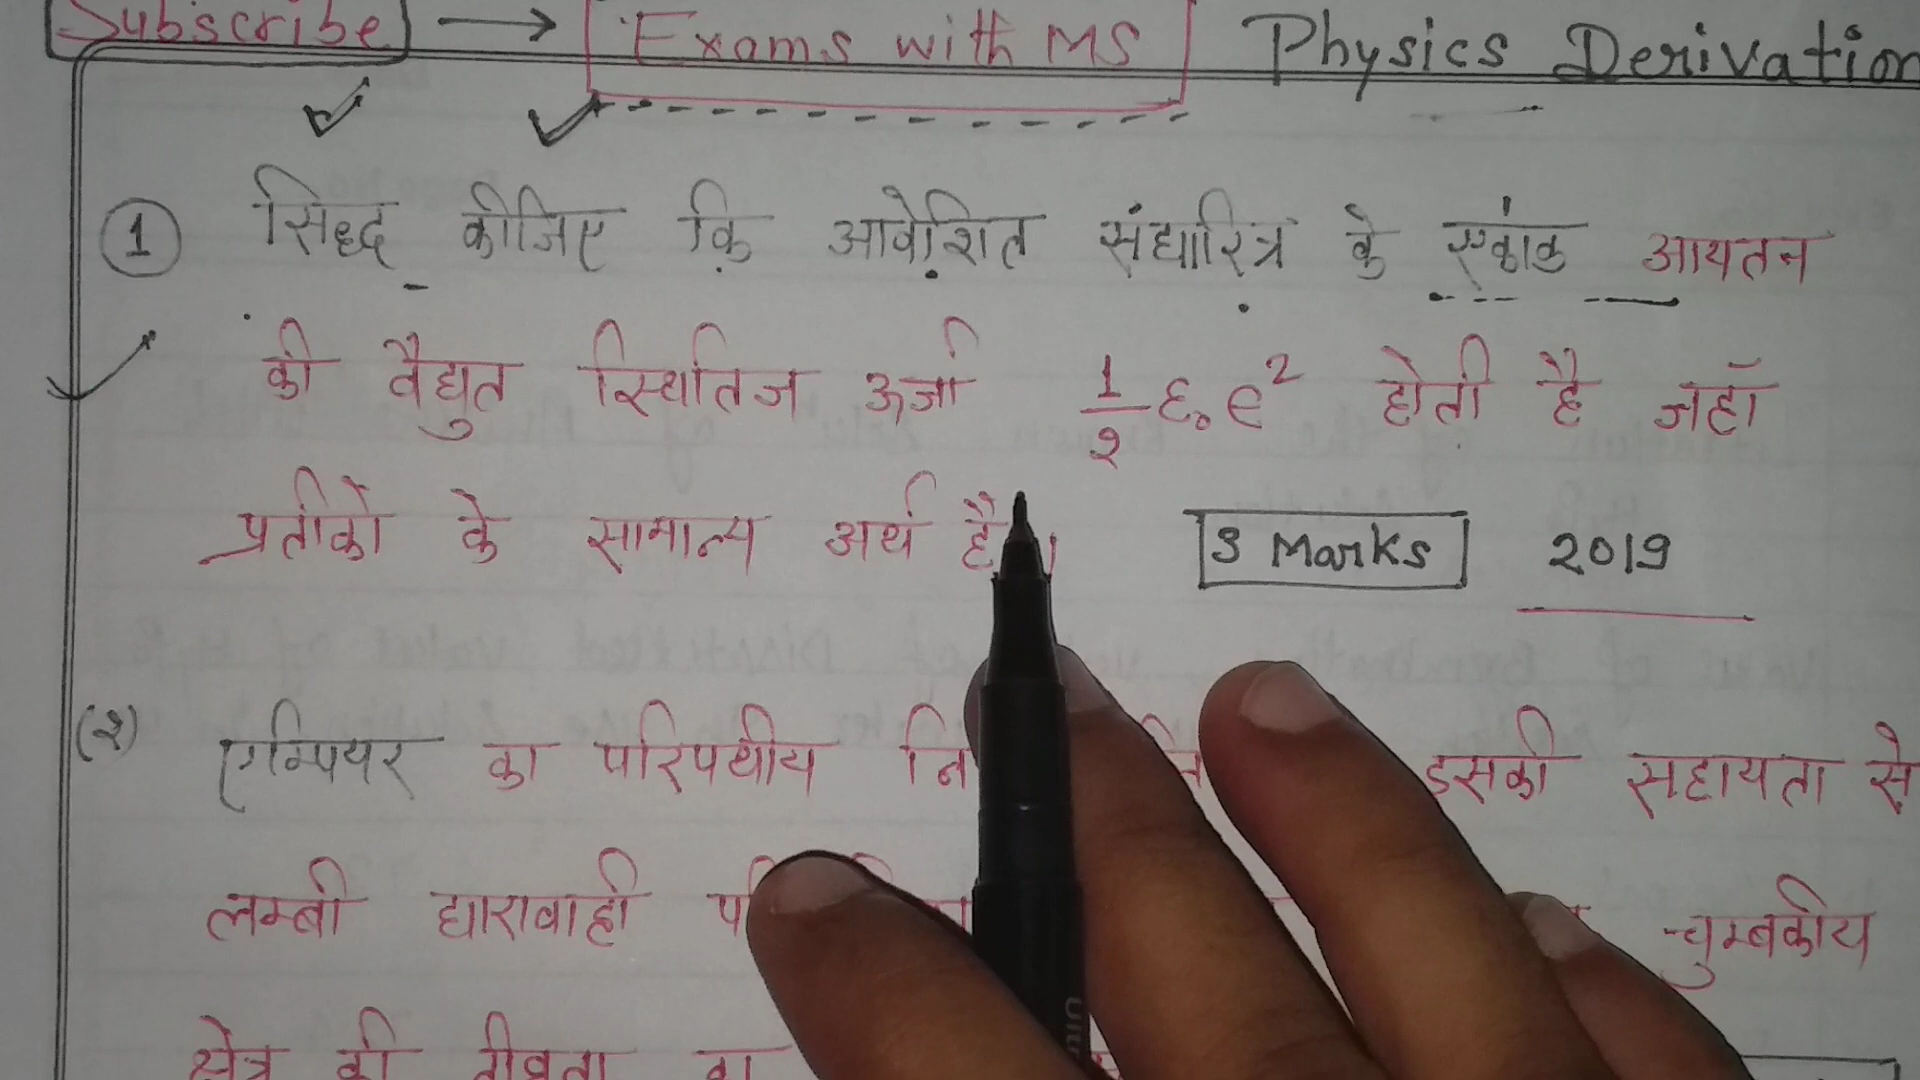 Subscribe → Exams with MS Physics Derivation
1 सिद्ध कीजिए कि आवेशित संधारित्र के एकांक आयतन
की वैद्युत स्थितिज ऊर्जा 1/2 ε₀ e² होती है जहाँ
प्रतीकों के सामान्य अर्थ हैं।
3 Marks 2019
(2) एम्पियर का परिपथीय इसकी सहायता से
लम्बी धारावाही चुम्बकीय
क्षेत्र की तीव्रता का